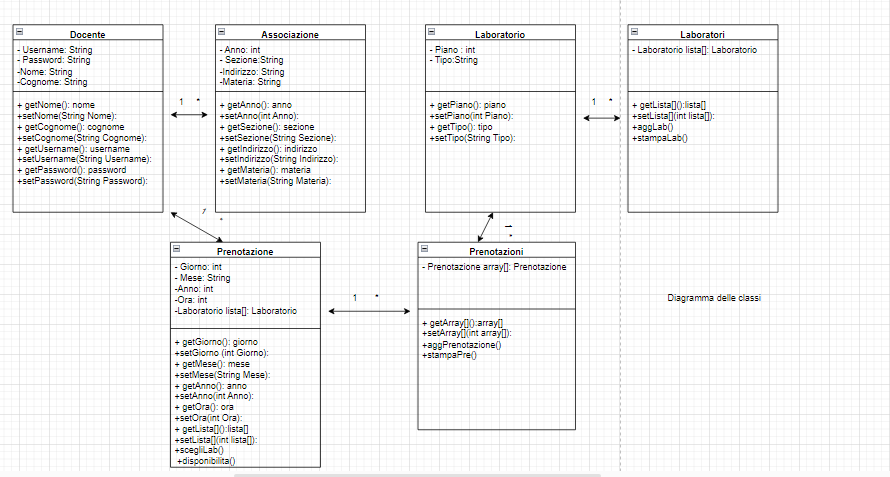 Docente
- Username: String
- Password: String
-Nome: String
-Cognome: String
+ getNome(): nome
+setNome(String Nome):
+ getCognome(): cognome
+setCognome(String Cognome):
+ getUsername(): username
+setUsername(String Username):
+ getPassword(): password
+setPassword(String Password):
1 *
Associazione
- Anno: int
- Sezione:String
-Indirizzo: String
-Materia: String
+ getAnno(): anno
+setAnno(int Anno):
+ getSezione(): sezione
+setSezione(String Sezione):
+ getIndirizzo(): indirizzo
+setIndirizzo(String Indirizzo):
+ getMateria(): materia
+setMateria(String Materia):
Laboratorio
- Piano : int
- Tipo:String
+ getPiano(): piano
+setPiano(int Piano):
+ getTipo(): tipo
+setTipo(String Tipo):
1 *
Laboratori
- Laboratorio lista[]: Laboratorio
+ getLista[]():lista[]
+setLista[](int lista[]):
+aggLab()
+stampaLab()
1 *
1 *
Prenotazione
- Giorno: int
- Mese: String
-Anno: int
-Ora: int
-Laboratorio lista[]: Laboratorio
+ getGiorno(): giorno
+setGiorno (int Giorno):
+ getMese(): mese
+setMese(String Mese):
+ getAnno(): anno
+setAnno(int Anno):
+ getOra(): ora
+setOra(int Ora):
+ getLista[]():lista[]
+setLista[](int lista[]):
+scegliLab()
+disponibilita()
1 *
Prenotazioni
- Prenotazione array[]: Prenotazione
+ getArray[]():array[]
+setArray[](int array[]):
+aggPrenotazione()
+stampaPre()
Diagramma delle classi